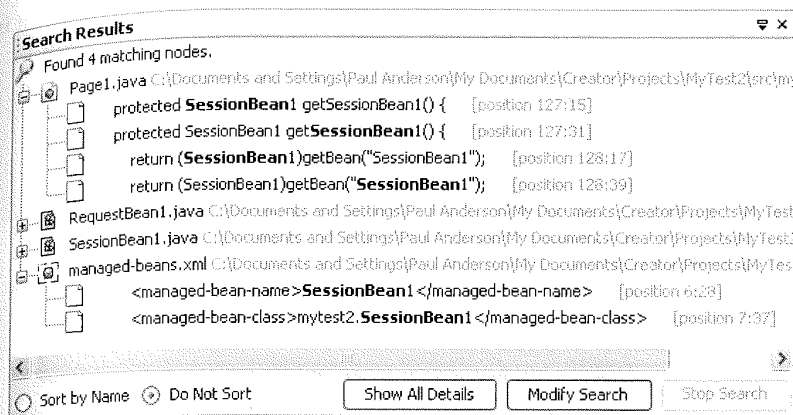 Search Results
Found 4 matching nodes.
Page1.java C:\Documents and Settings\Paul Anderson\My Documents\Creator\Projects\MyTest2\src\my
protected SessionBean1 getSessionBean1() { [position 127:15]
protected SessionBean1 getSessionBean1() { [position 127:31]
return (SessionBean1)getBean("SessionBean1"); [position 128:17]
return (SessionBean1)getBean("SessionBean1"); [position 128:39]
RequestBean1.java C:\Documents and Settings\Paul Anderson\My Documents\Creator\Projects\MyTest
SessionBean1.java C:\Documents and Settings\Paul Anderson\My Documents\Creator\Projects\MyTest2
managed-beans.xml C:\Documents and Settings\Paul Anderson\My Documents\Creator\Projects\MyTes
<managed-bean-name>SessionBean1</managed-bean-name> [position 6:28]
<managed-bean-class>mytest2.SessionBean1</managed-bean-class> [position 7:37]
Sort by Name Do Not Sort Show All Details Modify Search Stop Search